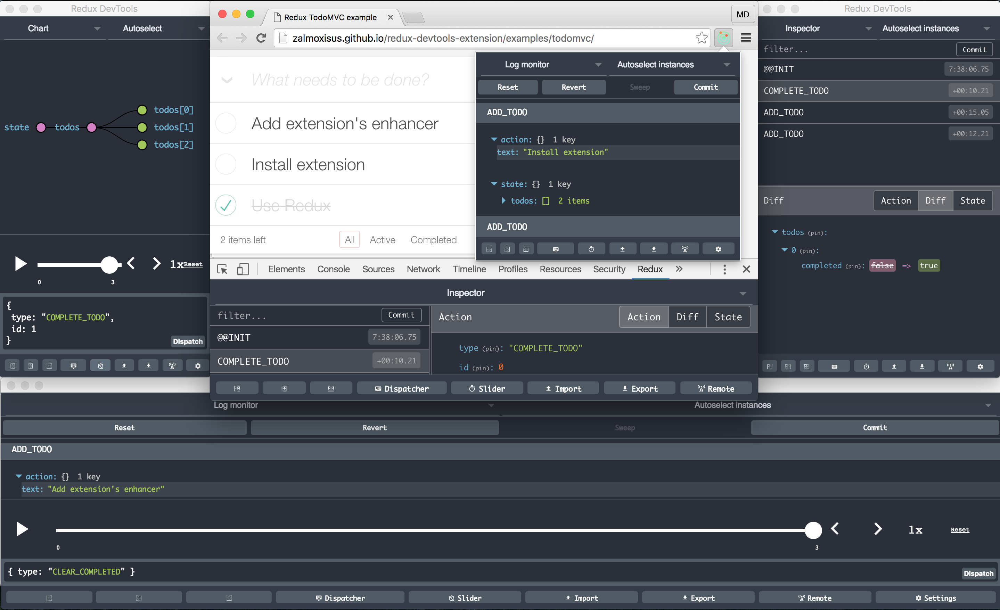 Redux DevTools
Chart
Autoselect
state
todos
todos[0]
todos[1]
todos[2]
1x
Reset
0
3
{
type: "COMPLETE_TODO",
id: 1
}
Dispatch
Redux TodoMVC example
MD
zalmoxisus.github.io/redux-devtools-extension/examples/todomvc/
What needs to be done?
Add extension's enhancer
Install extension
Use Redux
2 items left
All
Active
Completed
Log monitor
Autoselect instances
Reset
Revert
Sweep
Commit
ADD_TODO
action: {} 1 key
text: "Install extension"
state: {} 1 key
todos: [] 2 items
ADD_TODO
Elements
Console
Sources
Network
Timeline
Profiles
Resources
Security
Redux
Inspector
filter...
Commit
@@INIT
7:38:06.75
COMPLETE_TODO
+00:10.21
Action
Action
Diff
State
type (pin): "COMPLETE_TODO"
id (pin): 0
Dispatcher
Slider
Import
Export
Remote
Redux DevTools
Inspector
Autoselect instances
filter...
Commit
@@INIT
7:38:06.75
COMPLETE_TODO
+00:10.21
ADD_TODO
+00:15.05
ADD_TODO
+00:12.21
Diff
Action
Diff
State
todos (pin):
0 (pin):
completed (pin): false => true
Log monitor
Autoselect instances
Reset
Revert
Sweep
Commit
ADD_TODO
action: {} 1 key
text: "Add extension's enhancer"
1x
Reset
0
3
{ type: "CLEAR_COMPLETED" }
Dispatch
Dispatcher
Slider
Import
Export
Remote
Settings